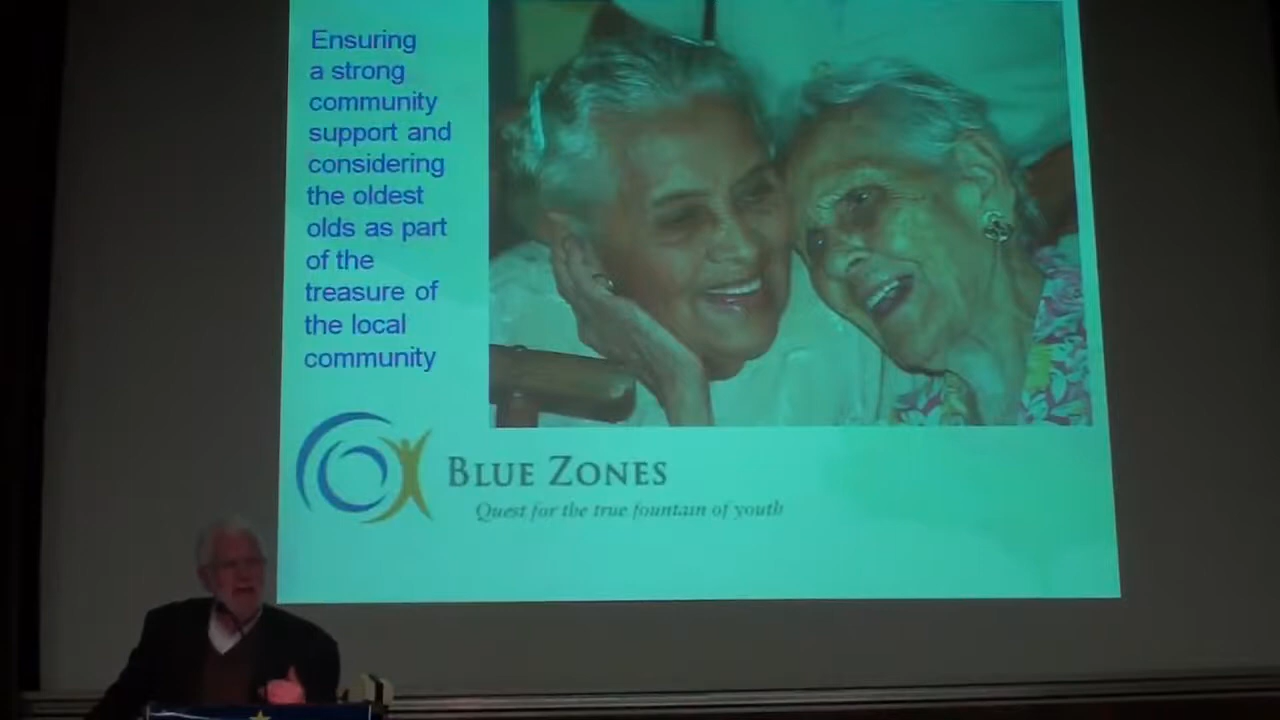 Ensuring
a strong
community
support and
considering
the oldest
olds as part
of the
treasure of
the local
community
BLUE ZONES
Quest for the true fountain of youth